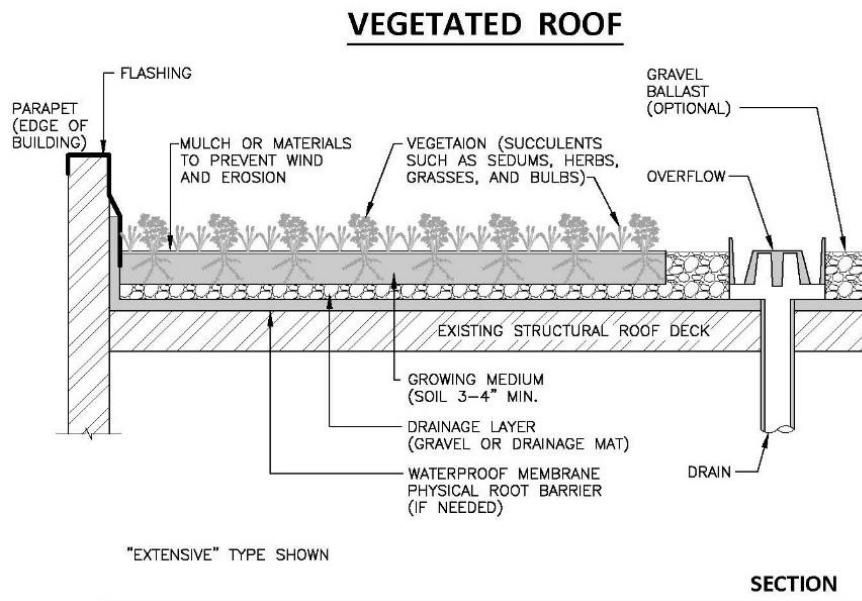 VEGETATED ROOF
FLASHING
PARAPET
(EDGE OF
BUILDING)
MULCH OR MATERIALS
TO PREVENT WIND
AND EROSION
VEGETAION (SUCCULENTS
SUCH AS SEDUMS, HERBS,
GRASSES, AND BULBS)
GRAVEL
BALLAST
(OPTIONAL)
OVERFLOW
EXISTING STRUCTURAL ROOF DECK
GROWING MEDIUM
(SOIL 3-4" MIN.
DRAINAGE LAYER
(GRAVEL OR DRAINAGE MAT)
WATERPROOF MEMBRANE
PHYSICAL ROOT BARRIER
(IF NEEDED)
DRAIN
"EXTENSIVE" TYPE SHOWN
SECTION